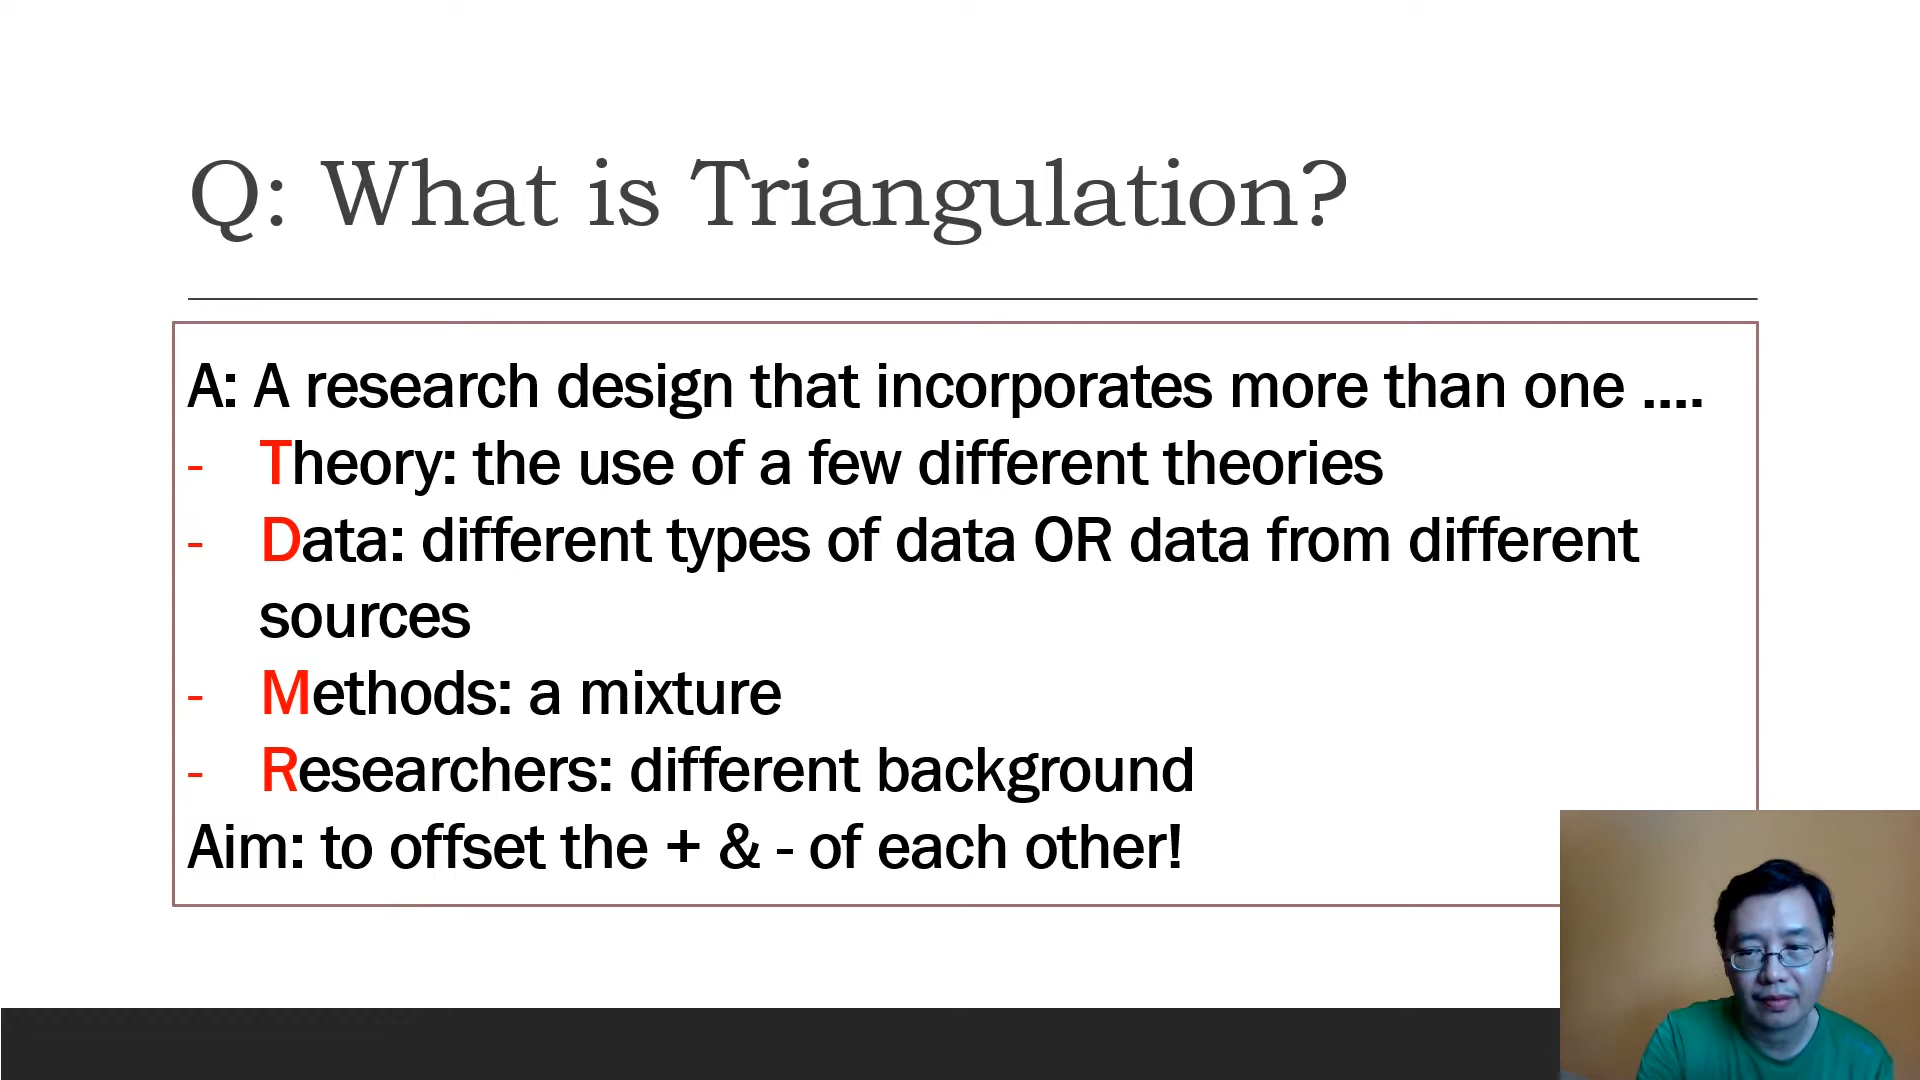 Q: What is Triangulation?
A: A research design that incorporates more than one ....
- Theory: the use of a few different theories
- Data: different types of data OR data from different
sources
- Methods: a mixture
- Researchers: different background
Aim: to offset the + & - of each other!